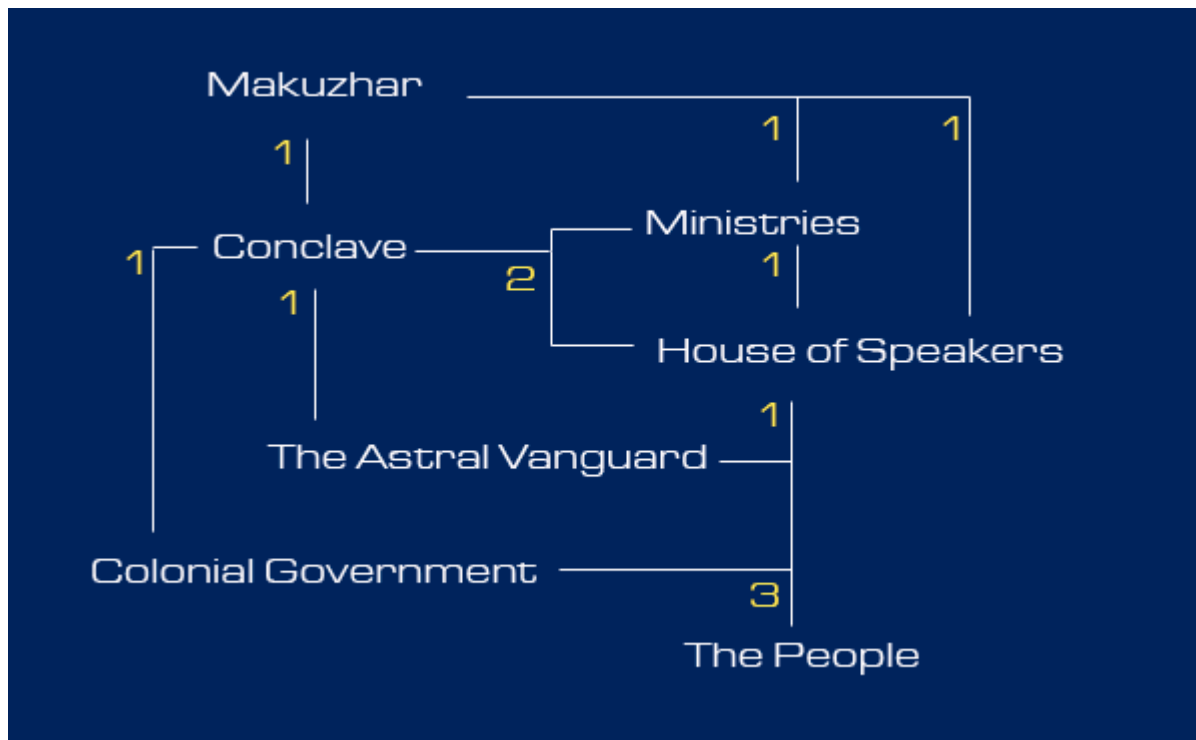 Makuzhar
1
1
1
Ministries
Conclave
1
1
2
1
House of Speakers
1
The Astral Vanguard
Colonial Government
3
The People